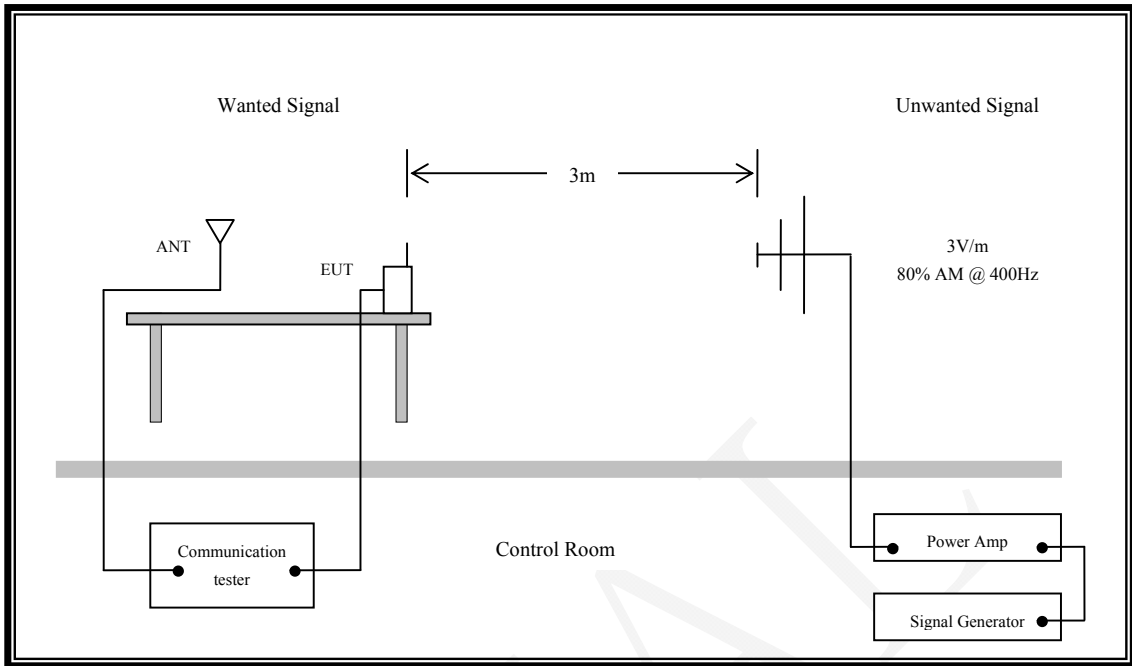 Wanted Signal
Unwanted Signal
3m
ANT
EUT
3V/m
80% AM @ 400Hz
Communication
tester
Control Room
Power Amp
Signal Generator